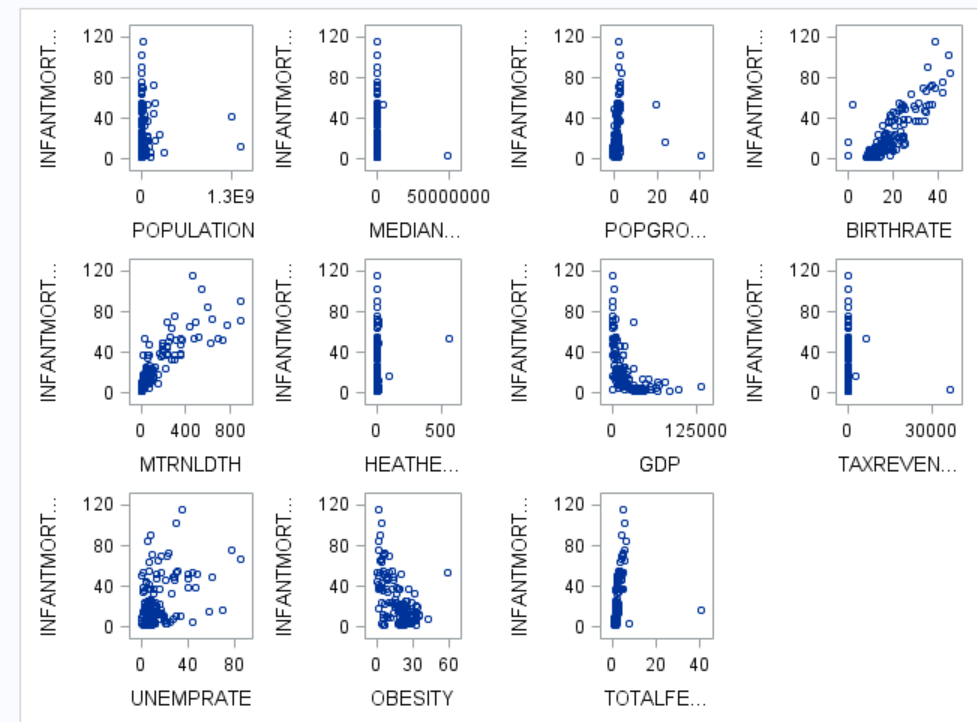 INFANTMORT...
120
80
40
0
0 1.3E9
POPULATION
INFANTMORT...
120
80
40
0
0 50000000
MEDIAN...
INFANTMORT...
120
80
40
0
0 20 40
POPGRO...
INFANTMORT...
120
80
40
0
0 20 40
BIRTHRATE
INFANTMORT...
120
80
40
0
0 400 800
MTRNLDTH
INFANTMORT...
120
80
40
0
0 500
HEATHE...
INFANTMORT...
120
80
40
0
0 125000
GDP
INFANTMORT...
120
80
40
0
0 30000
TAXREVEN...
INFANTMORT...
120
80
40
0
0 40 80
UNEMPRATE
INFANTMORT...
120
80
40
0
0 30 60
OBESITY
INFANTMORT...
120
80
40
0
0 20 40
TOTALFE...